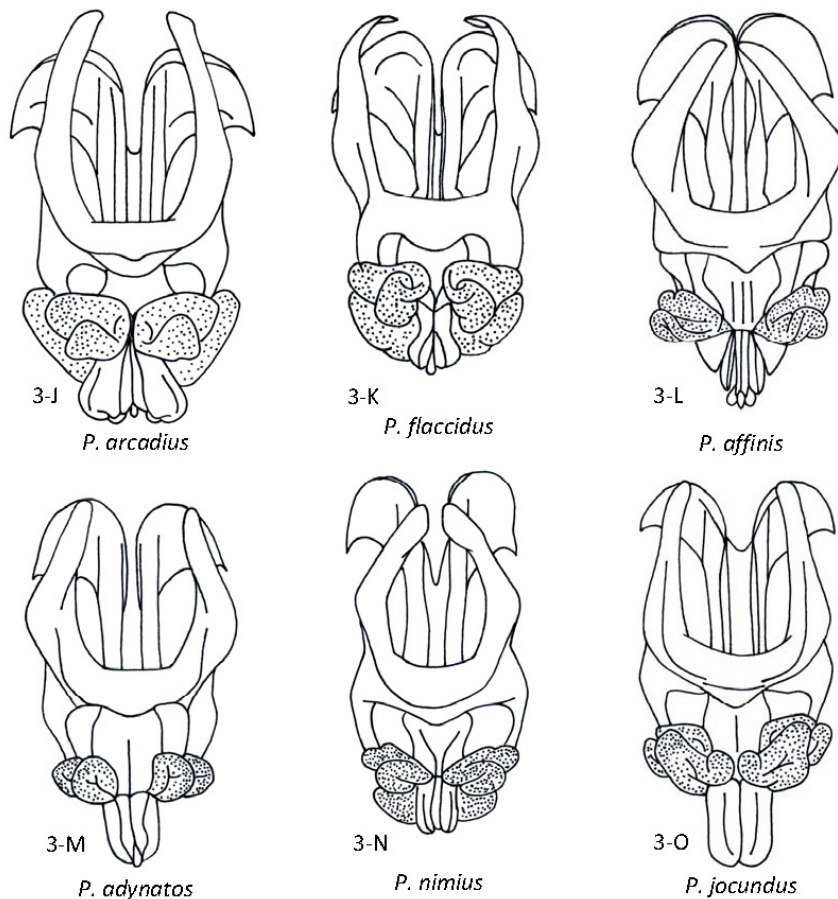 3-J
P. arcadius
3-K
P. flaccidus
3-L
P. affinis
3-M
P. adynatos
3-N
P. nimius
3-O
P. jocundus